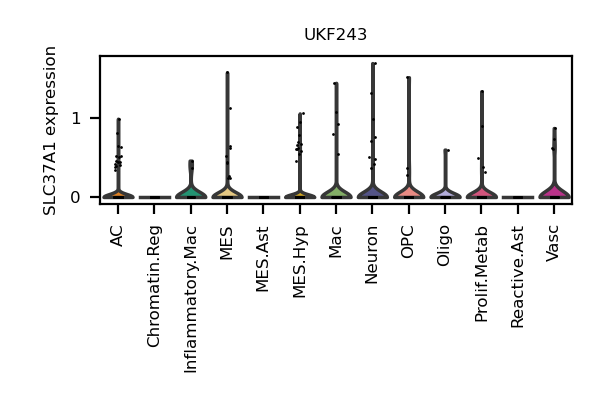 UKF243
SLC37A1 expression
1
0
AC
Chromatin.Reg
Inflammatory.Mac
MES
MES.Ast
MES.Hyp
Mac
Neuron
OPC
Oligo
Prolif.Metab
Reactive.Ast
Vasc